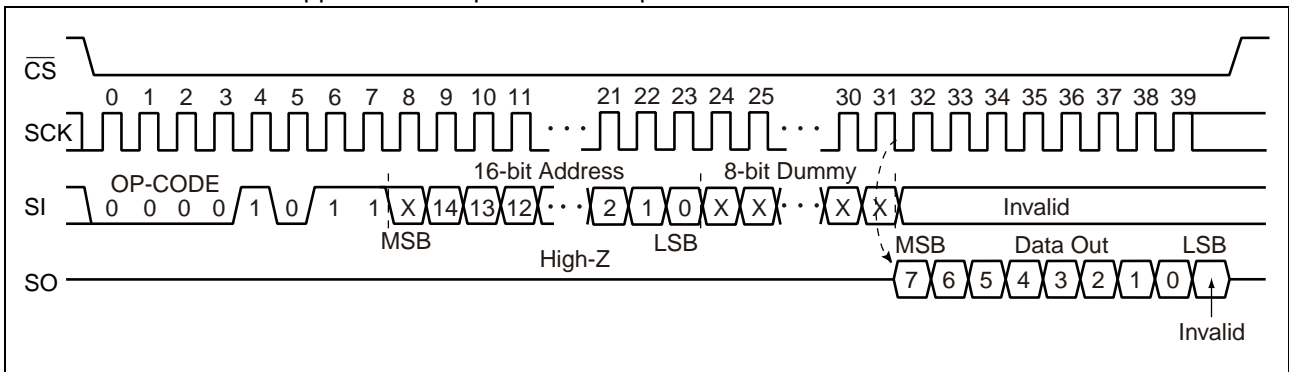 CS
0 1 2 3 4 5 6 7 8 9 10 11 21 22 23 24 25 30 31 32 33 34 35 36 37 38 39
SCK ··· ···
OP-CODE 16-bit Address 8-bit Dummy
SI 0 0 0 0 1 0 1 1 X 14 13 12 ··· 2 1 0 X X ··· X X Invalid
MSB LSB MSB Data Out LSB
High-Z
SO 7 6 5 4 3 2 1 0
Invalid